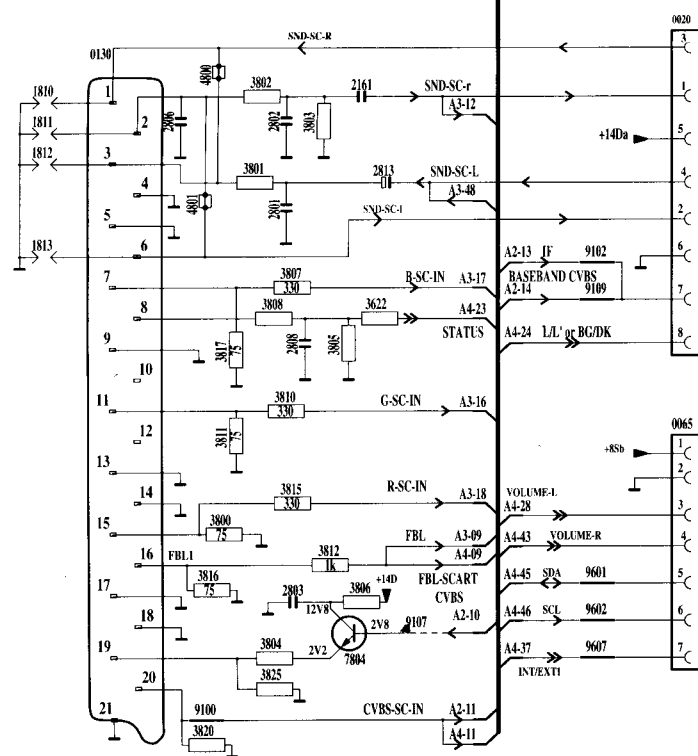 SND-SC-R
0020
0130
3
1
1810
4800
3802
2161
SND-SC-r
1
1811
2
2806
2802
3803
A3-12
+14Da
5
1812
3
3801
2813
SND-SC-L
4
4
4801
2801
A3-48
SND-SC-l
2
5
1813
6
A2-13
IF
9102
6
7
3807
330
B-SC-IN
A3-17
BASEBAND CVBS
A2-14
9109
7
8
3808
3622
A4-23
STATUS
A4-24
L/L' or BG/DK
8
9
3817
75
2808
3805
10
11
3810
330
G-SC-IN
A3-16
0065
3811
75
12
1
+8Sb
13
2
14
3815
330
R-SC-IN
A3-18
VOLUME-L
A4-28
3
15
3800
75
FBL
A3-09
A4-43
VOLUME-R
4
16
FBL1
3812
1k
A4-09
FBL-SCART
3816
75
+14D
CVBS
A4-45
SDA
9601
5
17
2803
3806
12V8
A2-10
A4-46
SCL
9602
6
18
2V8
9107
19
3804
2V2
7804
A4-37
9607
7
INT/EXT1
20
3825
21
9100
CVBS-SC-IN
A2-11
3820
A4-11